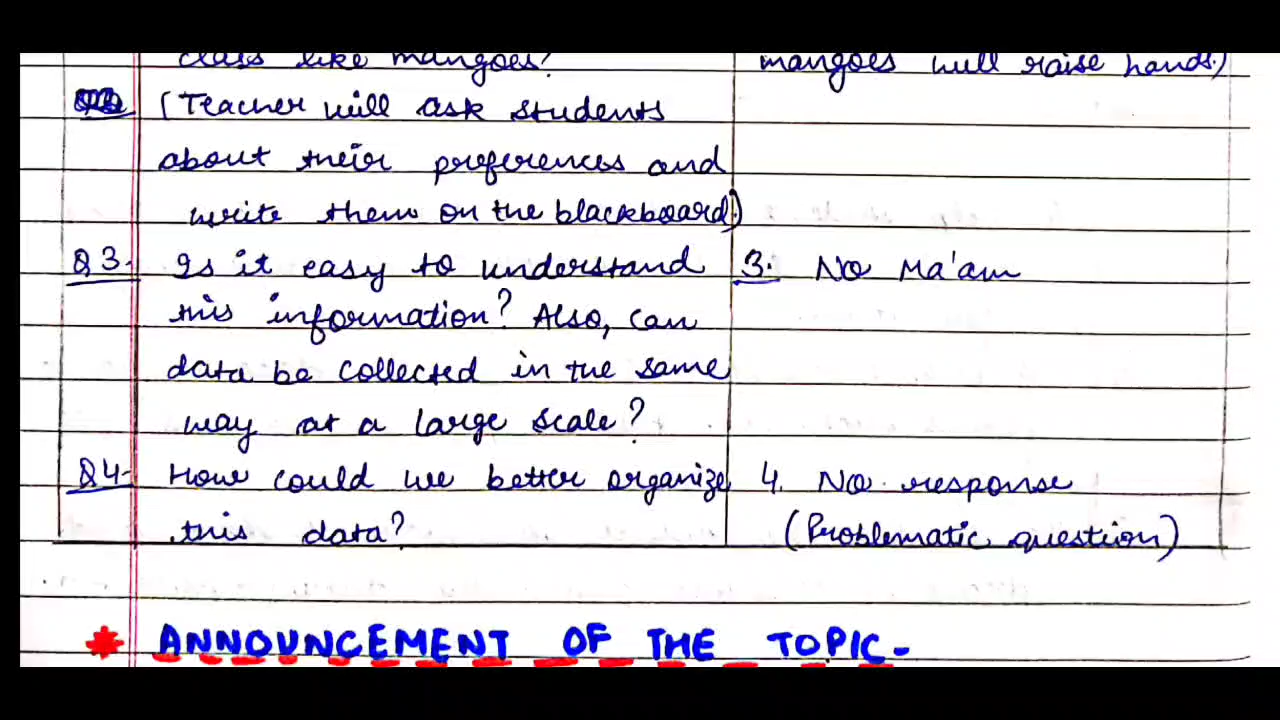 class like mangoes? mangoes will raise hands.)
(Teacher will ask students
about their preferences and
write them on the blackboard.)
Q3. Is it easy to understand 3. No Ma'am
this information? Also, can
data be collected in the same
way at a large scale?
Q4. How could we better organize 4. No response
this data? (Problematic question)
* ANNOUNCEMENT OF THE TOPIC-